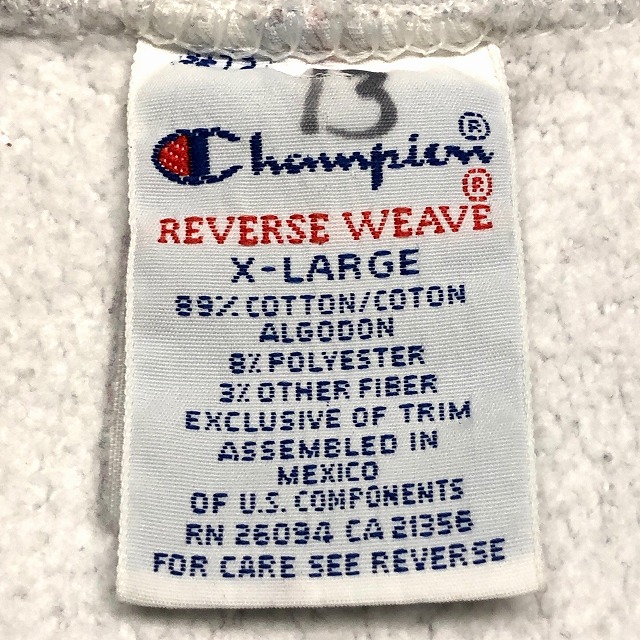 13
Champion®
®
REVERSE WEAVE
X-LARGE
89% COTTON/COTON
ALGODON
8% POLYESTER
3% OTHER FIBER
EXCLUSIVE OF TRIM
ASSEMBLED IN
MEXICO
OF U.S. COMPONENTS
RN 26094 CA 21356
FOR CARE SEE REVERSE